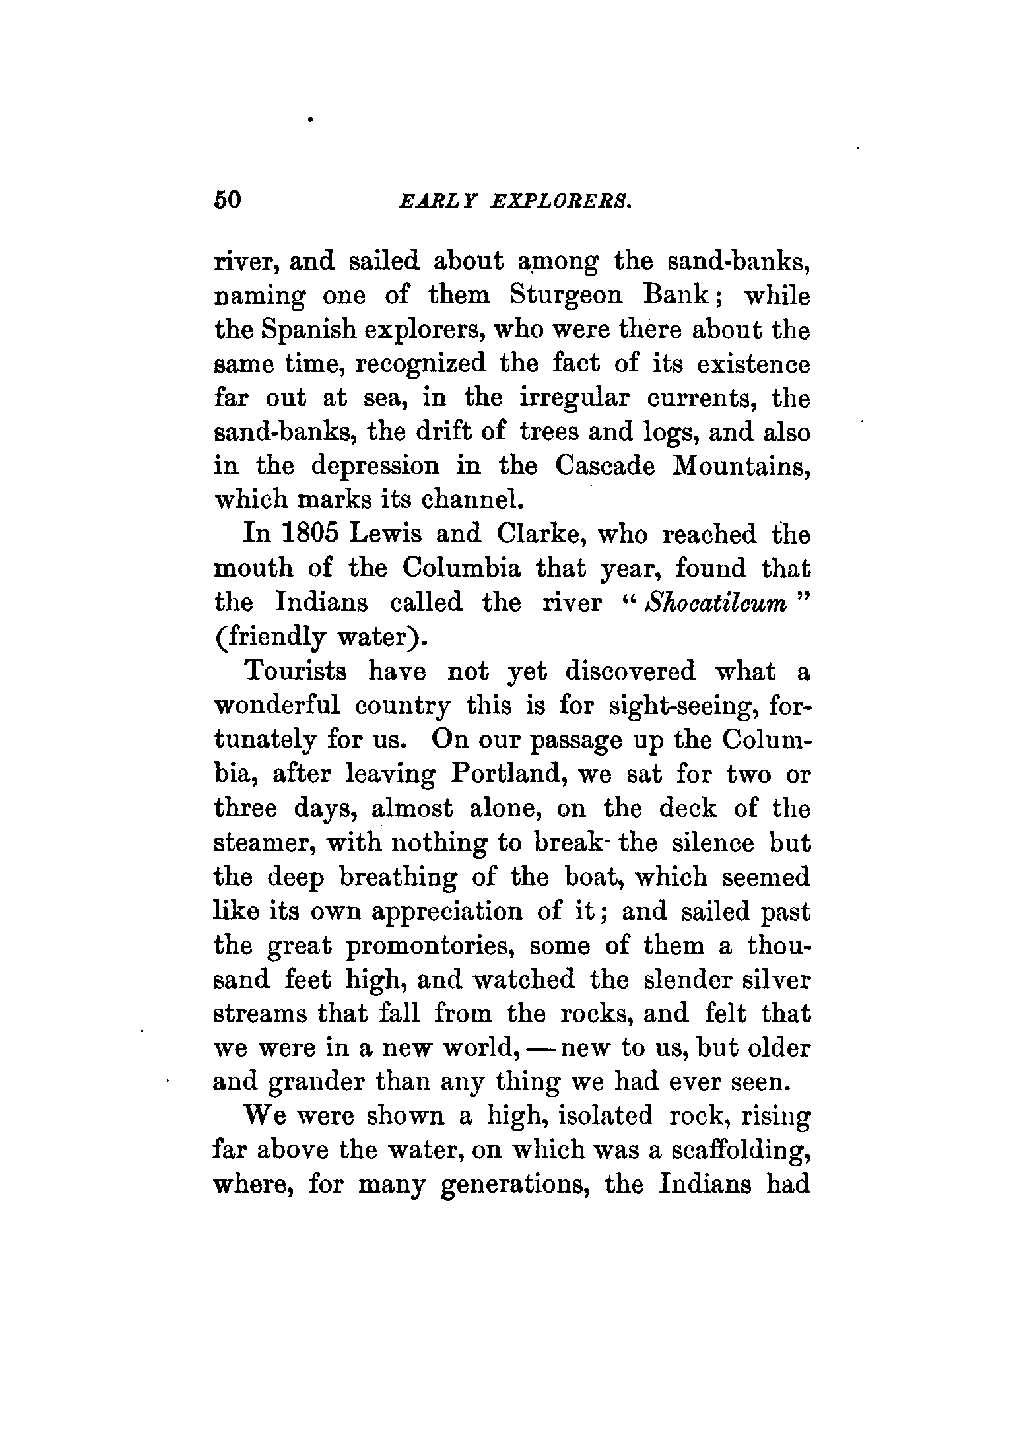 50 EARLY EXPLORERS.
river, and sailed about among the sand-banks,
naming one of them Sturgeon Bank; while
the Spanish explorers, who were there about the
same time, recognized the fact of its existence
far out at sea, in the irregular currents, the
sand-banks, the drift of trees and logs, and also
in the depression in the Cascade Mountains,
which marks its channel.
In 1805 Lewis and Clarke, who reached the
mouth of the Columbia that year, found that
the Indians called the river “ Shocatilcum ”
(friendly water).
Tourists have not yet discovered what a
wonderful country this is for sight-seeing, for-
tunately for us. On our passage up the Colum-
bia, after leaving Portland, we sat for two or
three days, almost alone, on the deck of the
steamer, with nothing to break the silence but
the deep breathing of the boat, which seemed
like its own appreciation of it; and sailed past
the great promontories, some of them a thou-
sand feet high, and watched the slender silver
streams that fall from the rocks, and felt that
we were in a new world, — new to us, but older
and grander than any thing we had ever seen.
We were shown a high, isolated rock, rising
far above the water, on which was a scaffolding,
where, for many generations, the Indians had